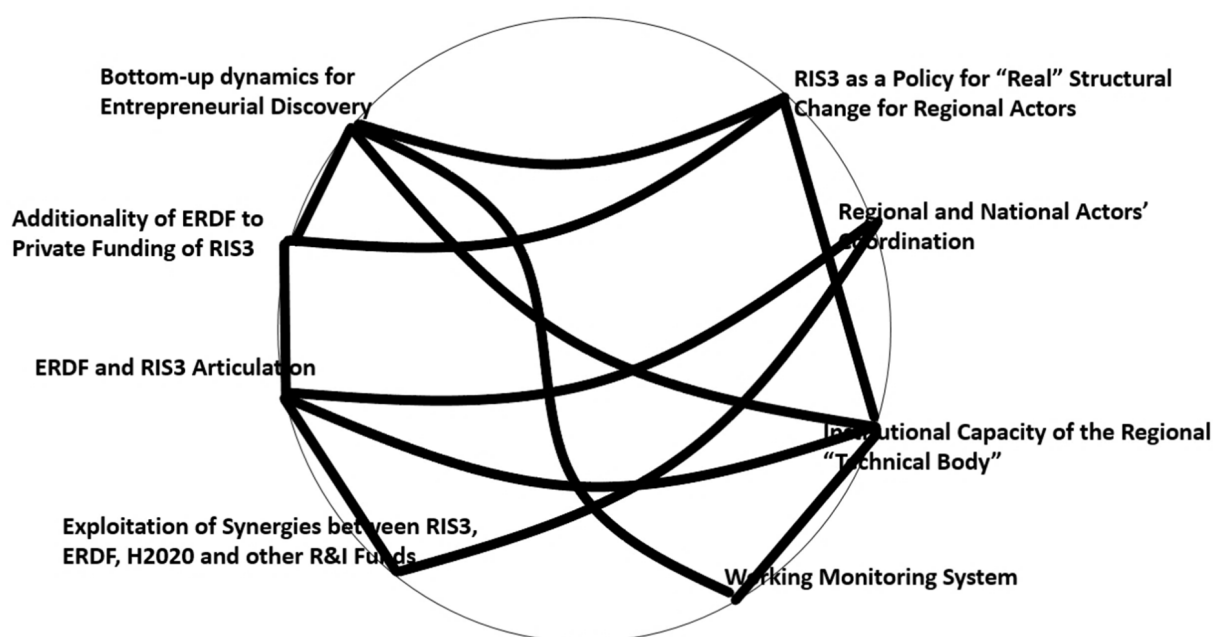 Bottom-up dynamics for
Entrepreneurial Discovery
RIS3 as a Policy for “Real” Structural
Change for Regional Actors
Additionality of ERDF to
Private Funding of RIS3
Regional and National Actors’
Coordination
ERDF and RIS3 Articulation
Institutional Capacity of the Regional
“Technical Body”
Exploitation of Synergies between RIS3,
ERDF, H2020 and other R&I Funds
Working Monitoring System